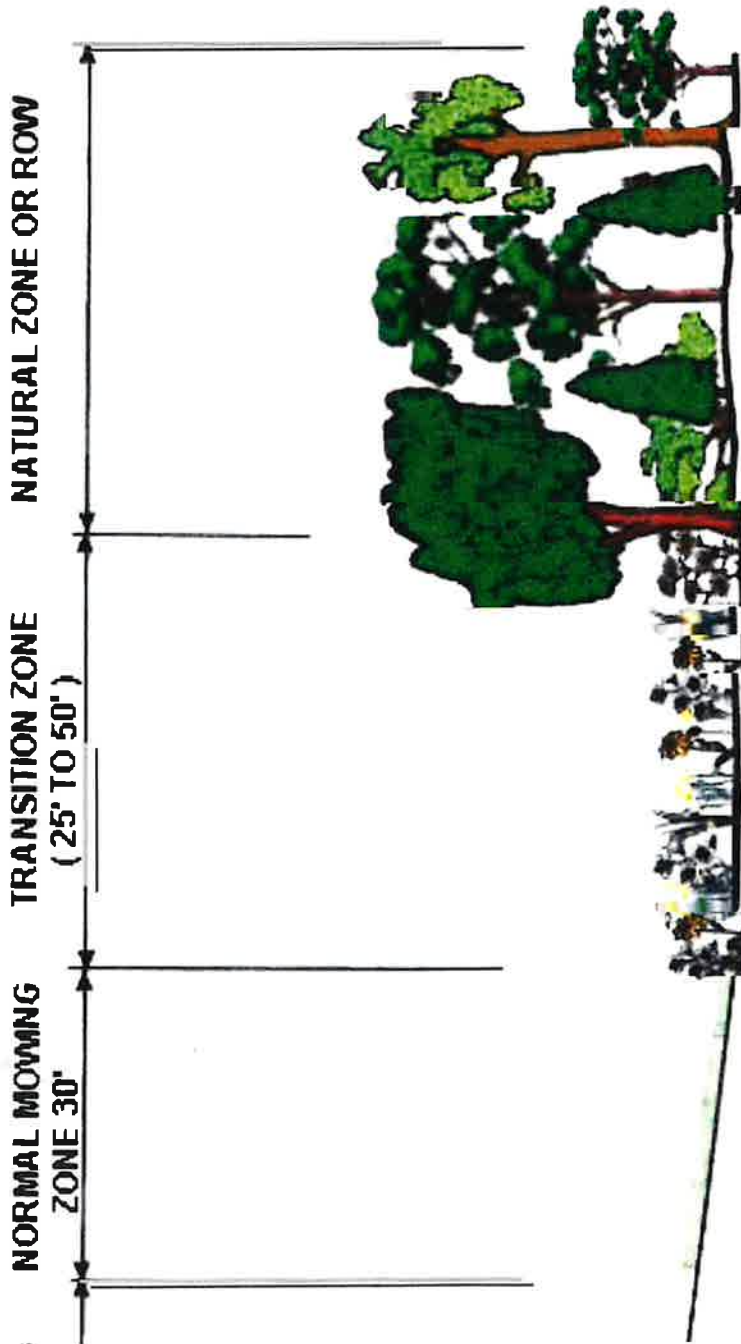 NORMAL MOWING
ZONE 30'
TRANSITION ZONE
( 25' TO 50' )
NATURAL ZONE OR ROW